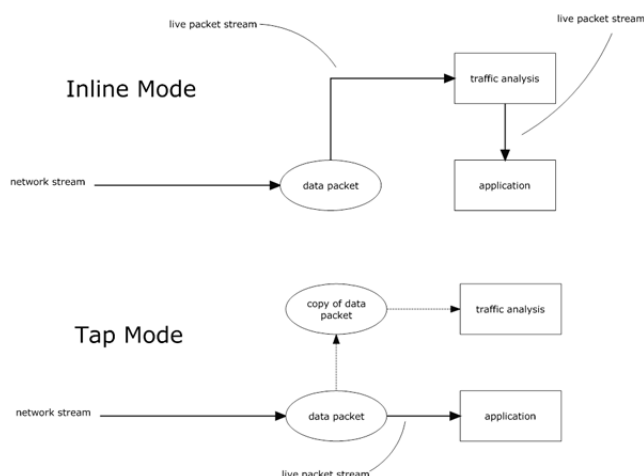 live packet stream
live packet stream
Inline Mode
traffic analysis
network stream
data packet
application
copy of data
packet
traffic analysis
Tap Mode
network stream
data packet
application
live packet stream